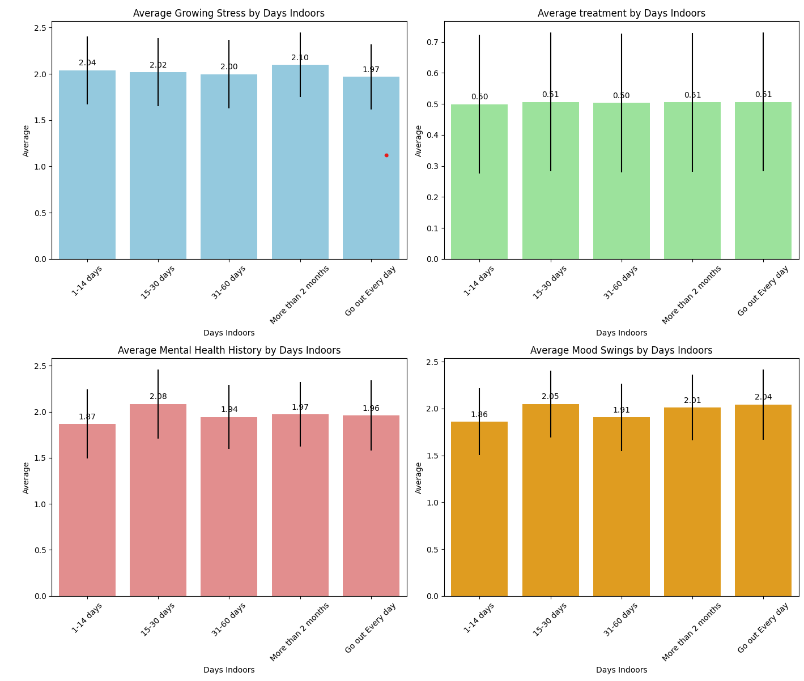 Average Growing Stress by Days Indoors
2.5
2.0
1.5
1.0
0.5
0.0
Average
2.04
2.02
2.00
2.10
1.97
1-14 days
15-30 days
31-60 days
More than 2 months
Go out Every day
Days Indoors
Average treatment by Days Indoors
0.7
0.6
0.5
0.4
0.3
0.2
0.1
0.0
Average
0.50
0.51
0.50
0.51
0.51
1-14 days
15-30 days
31-60 days
More than 2 months
Go out Every day
Days Indoors
Average Mental Health History by Days Indoors
2.5
2.0
1.5
1.0
0.5
0.0
Average
1.87
2.08
1.94
1.97
1.96
1-14 days
15-30 days
31-60 days
More than 2 months
Go out Every day
Days Indoors
Average Mood Swings by Days Indoors
2.5
2.0
1.5
1.0
0.5
0.0
Average
1.86
2.05
1.91
2.01
2.04
1-14 days
15-30 days
31-60 days
More than 2 months
Go out Every day
Days Indoors